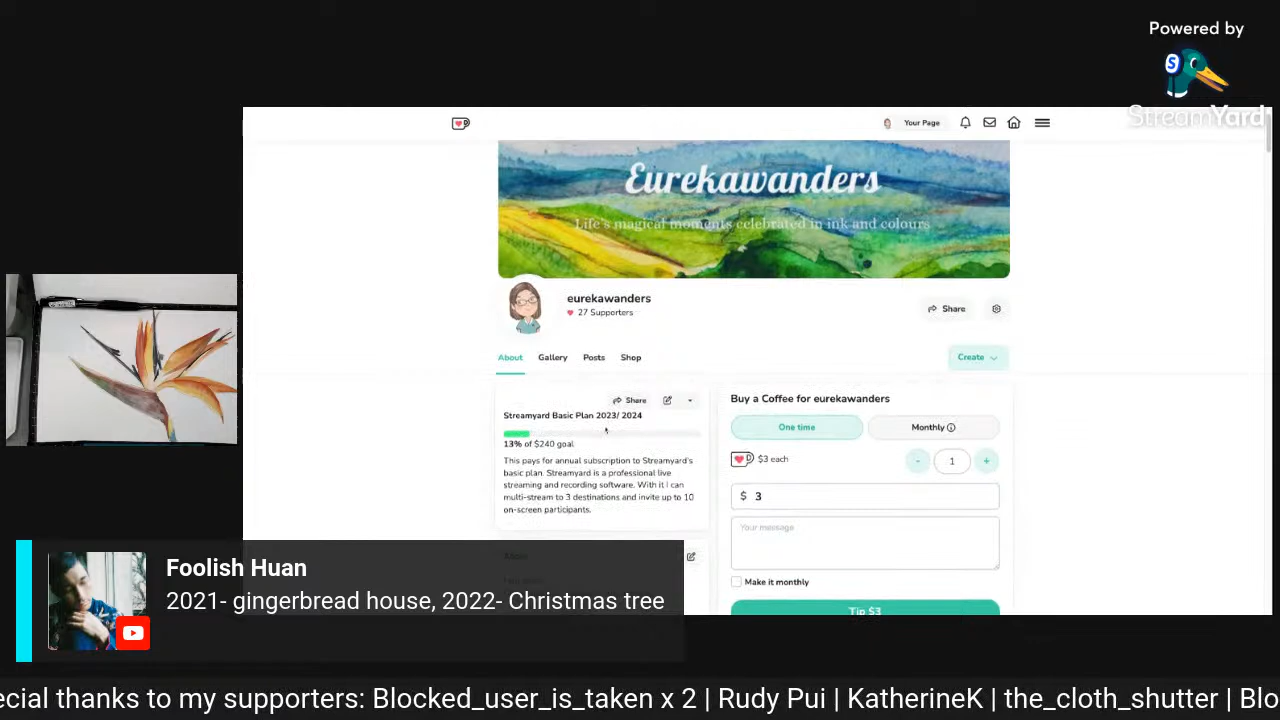 Powered by
StreamYard
Your Page
Eurekawanders
Life's magical moments celebrated in ink and colours
eurekawanders
27 Supporters
Share
About Gallery Posts Shop
Create
Share
Streamyard Basic Plan 2023/ 2024
13% of $240 goal
This pays for annual subscription to Streamyard's
basic plan. Streamyard is a professional live
streaming and recording software. With it I can
multi-stream to 3 destinations and invite up to 10
on-screen participants.
Buy a Coffee for eurekawanders
One time Monthly
$3 each - 1 +
$ 3
Your message
Make it monthly
Tip $3
About
Foolish Huan
2021- gingerbread house, 2022- Christmas tree
ecial thanks to my supporters: Blocked_user_is_taken x 2 | Rudy Pui | KatherineK | the_cloth_shutter | Blo